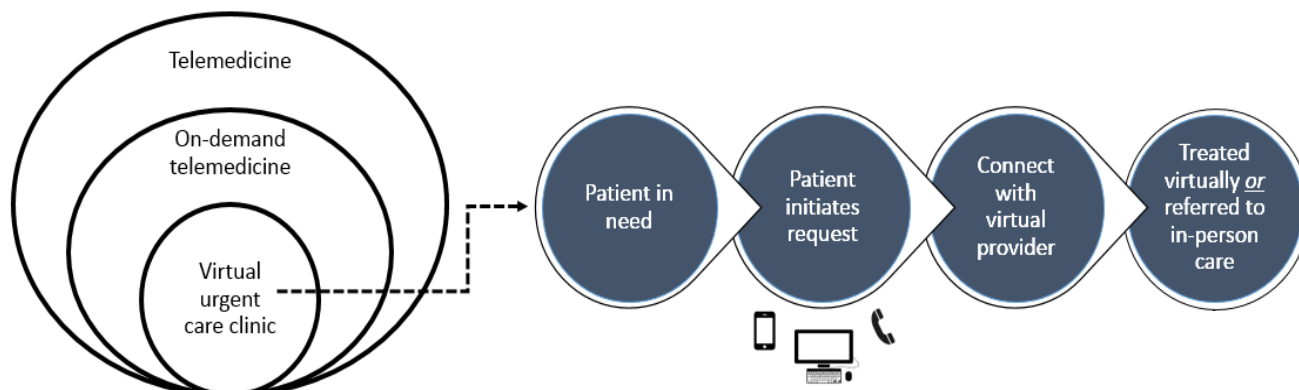 Telemedicine
On-demand
telemedicine
Virtual
urgent
care clinic
Patient in
need
Patient
initiates
request
Connect
with
virtual
provider
Treated
virtually or
referred to
in-person
care